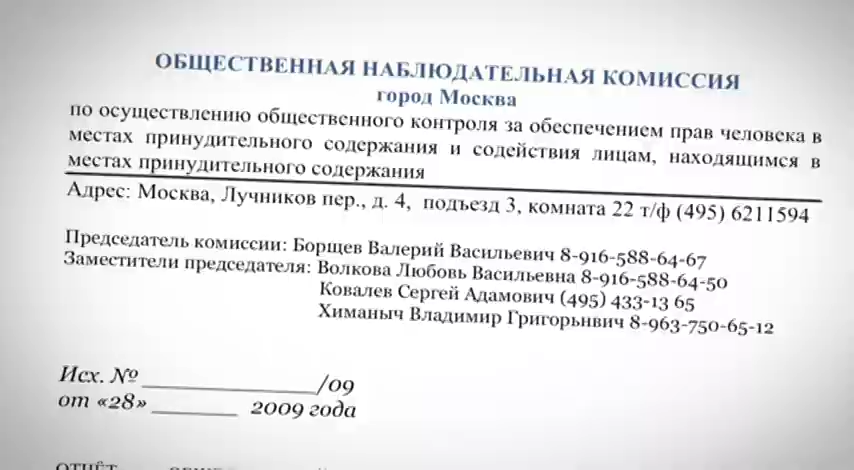 ОБЩЕСТВЕННАЯ НАБЛЮДАТЕЛЬНАЯ КОМИССИЯ
город Москва
по осуществлению общественного контроля за обеспечением прав человека в
местах принудительного содержания и содействия лицам, находящимся в
местах принудительного содержания
Адрес: Москва, Лучников пер., д. 4, подъезд 3, комната 22 т/ф (495) 6211594
Председатель комиссии: Борщев Валерий Васильевич 8-916-588-64-67
Заместители председателя: Волкова Любовь Васильевна 8-916-588-64-50
Ковалев Сергей Адамович (495) 433-13 65
Химаныч Владимир Григорьнвич 8-963-750-65-12
Исх. № ______________/09
от «28» _______ 2009 года
ОТЧЁТ